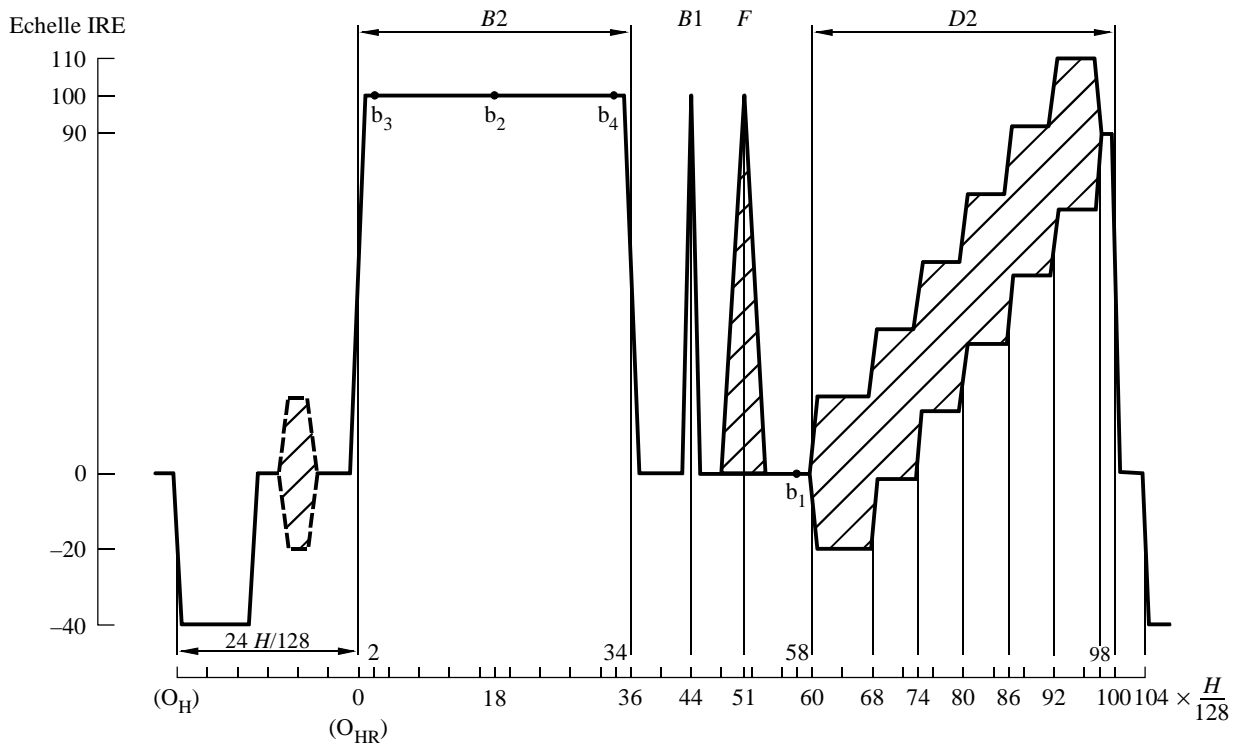 Echelle IRE
B2 B1 F D2
110
100
90
b3 b2 b4
0
b1
–20
–40
24 H/128 2 34 58 98
(OH) 0 18 36 44 51 60 68 74 80 86 92 100 104 × H/128
(OHR)